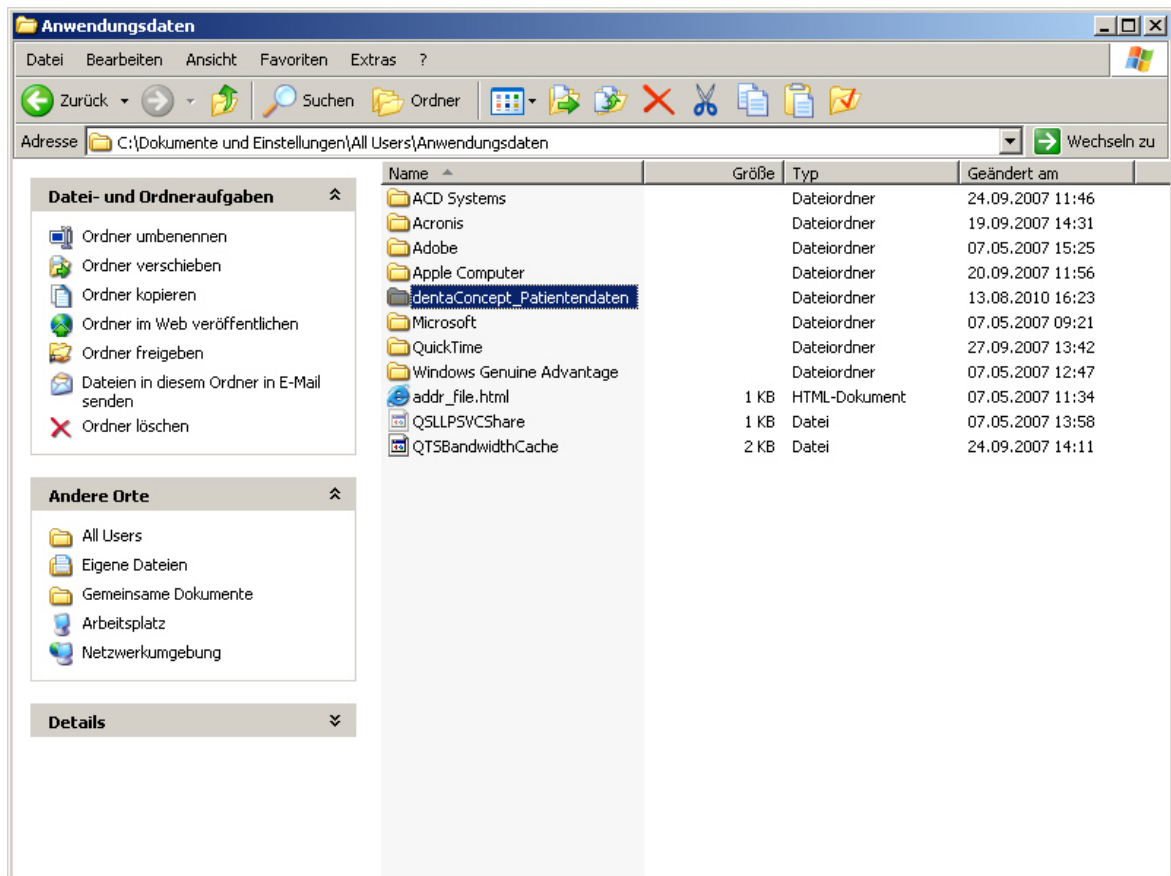 Anwendungsdaten
Datei Bearbeiten Ansicht Favoriten Extras ?
Zurück Suchen Ordner
Adresse C:\Dokumente und Einstellungen\All Users\Anwendungsdaten Wechseln zu
Datei- und Ordneraufgaben
Ordner umbenennen
Ordner verschieben
Ordner kopieren
Ordner im Web veröffentlichen
Ordner freigeben
Dateien in diesem Ordner in E-Mail
senden
Ordner löschen
Andere Orte
All Users
Eigene Dateien
Gemeinsame Dokumente
Arbeitsplatz
Netzwerkumgebung
Details
Name Größe Typ Geändert am
ACD Systems Dateiordner 24.09.2007 11:46
Acronis Dateiordner 19.09.2007 14:31
Adobe Dateiordner 07.05.2007 15:25
Apple Computer Dateiordner 20.09.2007 11:56
dentaConcept_Patientendaten Dateiordner 13.08.2010 16:23
Microsoft Dateiordner 07.05.2007 09:21
QuickTime Dateiordner 27.09.2007 13:42
Windows Genuine Advantage Dateiordner 07.05.2007 12:47
addr_file.html 1 KB HTML-Dokument 07.05.2007 11:34
QSLLPSVCShare 1 KB Datei 07.05.2007 13:58
QTSBandwidthCache 2 KB Datei 24.09.2007 14:11